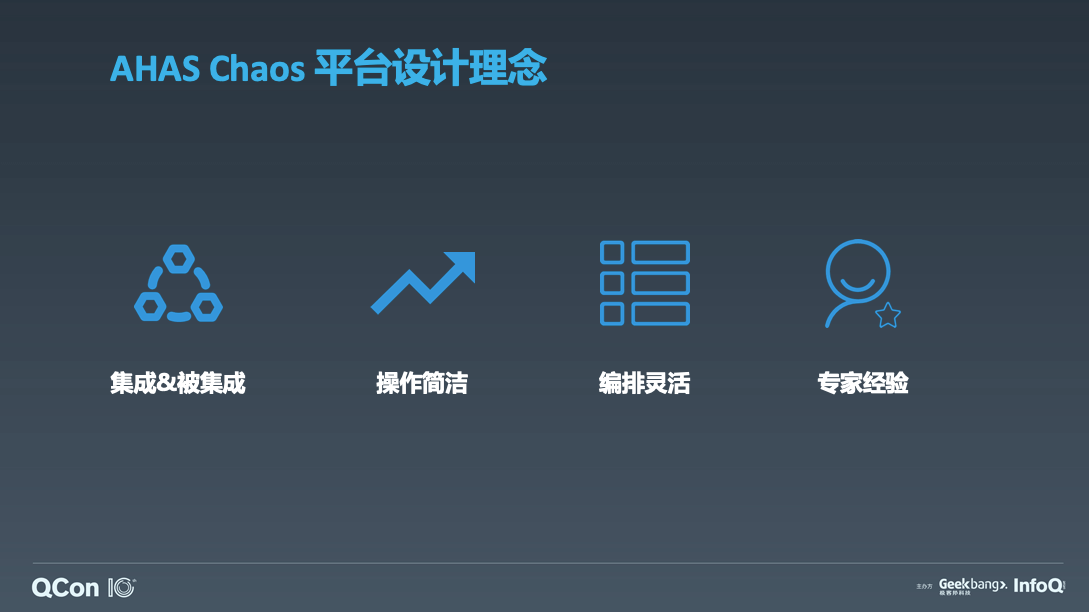 AHAS Chaos 平台设计理念
集成&被集成
操作简洁
编排灵活
专家经验
QCon 10
主办方 Geekbang>. InfoQ
极客邦科技